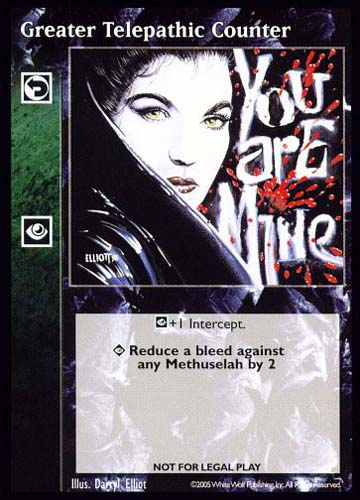 Greater Telepathic Counter
You
are
Mine
ELLIOTT 98
+1 Intercept.
Reduce a bleed against
any Methuselah by 2
NOT FOR LEGAL PLAY
Illus. Darryl Elliott
©2005 White Wolf Publishing, Inc. All Rights Reserved.